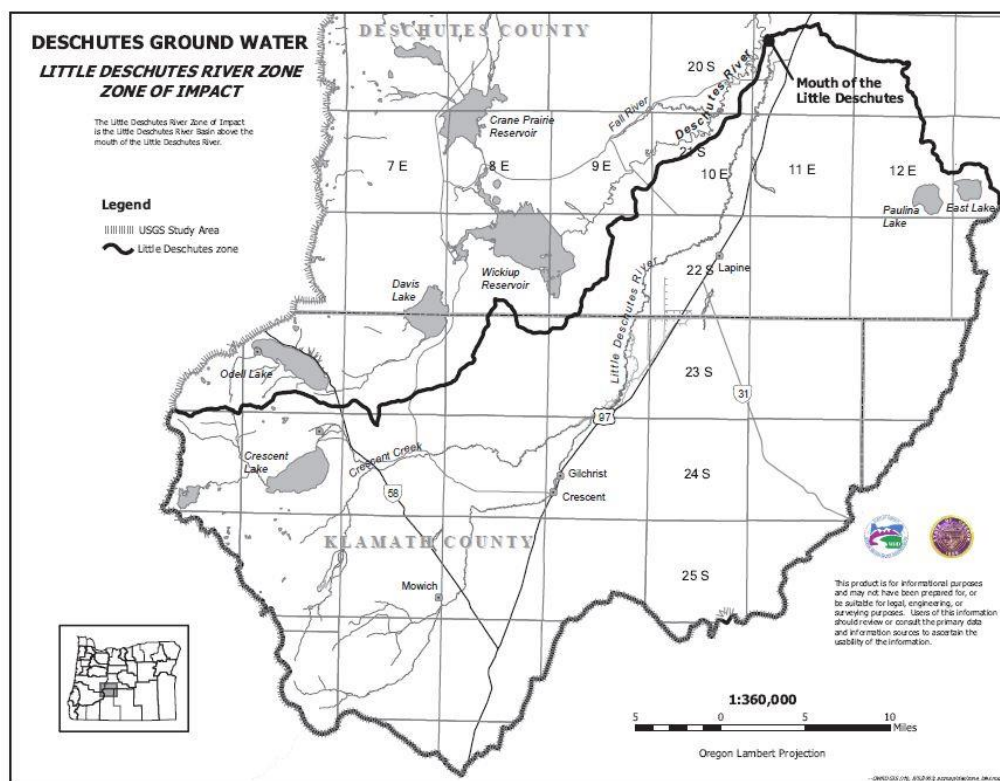 DESCHUTES GROUND WATER
LITTLE DESCHUTES RIVER ZONE
ZONE OF IMPACT
The Little Deschutes River Zone of Impact
is the Little Deschutes River Basin above the
mouth of the Little Deschutes River.
Legend
USGS Study Area
Little Deschutes zone
DESCHUTES COUNTY
20 S
Mouth of the
Little Deschutes
Deschutes River
Fall River
Crane Prairie
Reservoir
21 S
7 E
8 E
9 E
10 E
11 E
12 E
Paulina
Lake
East Lake
Wickiup
Reservoir
Davis
Lake
22 S
Lapine
Little Deschutes River
Odell Lake
23 S
31
97
Crescent
Lake
Crescent Creek
Gilchrist
Crescent
24 S
58
KLAMATH COUNTY
Mowich
25 S
This product is for informational purposes
and may not have been prepared for, or
be suitable for legal, engineering, or
surveying purposes. Users of this information
should review or consult the primary data
and information sources to ascertain the
usability of the information.
1:360,000
5 0 5 10
Miles
Oregon Lambert Projection